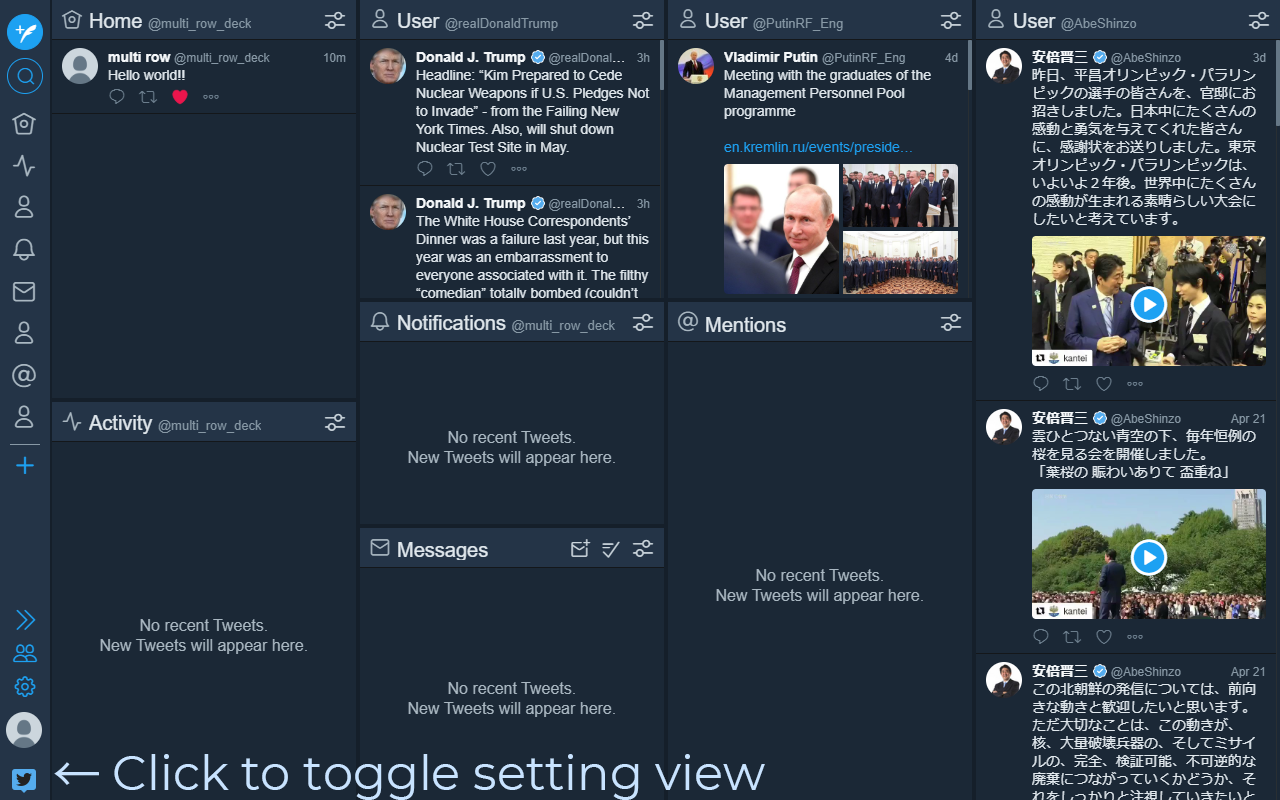 Home @multi_row_deck
multi row @multi_row_deck 10m
Hello world!!
Activity @multi_row_deck
No recent Tweets.
New Tweets will appear here.
User @realDonaldTrump
Donald J. Trump @realDonal... 3h
Headline: “Kim Prepared to Cede
Nuclear Weapons if U.S. Pledges Not
to Invade” - from the Failing New
York Times. Also, will shut down
Nuclear Test Site in May.
Donald J. Trump @realDonal... 3h
The White House Correspondents’
Dinner was a failure last year, but this
year was an embarrassment to
everyone associated with it. The filthy
“comedian” totally bombed (couldn’t
Notifications @multi_row_deck
No recent Tweets.
New Tweets will appear here.
Messages
No recent Tweets.
New Tweets will appear here.
User @PutinRF_Eng
Vladimir Putin @PutinRF_Eng 4d
Meeting with the graduates of the
Management Personnel Pool
programme
en.kremlin.ru/events/preside…
@ Mentions
No recent Tweets.
New Tweets will appear here.
User @AbeShinzo
安倍晋三 @AbeShinzo 3d
昨日、平昌オリンピック・パラリン
ピックの選手の皆さんを、官邸にお
招きしました。日本中にたくさんの
感動と勇気を与えてくれた皆さん
に、感謝状をお送りしました。東京
オリンピック・パラリンピックは、
いよいよ２年後。世界中にたくさん
の感動が生まれる素晴らしい大会に
したいと考えています。
kantei
安倍晋三 @AbeShinzo Apr 21
雲ひとつない青空の下、毎年恒例の
桜を見る会を開催しました。
「葉桜の 賑わいありて 盃重ね」
kantei
安倍晋三 @AbeShinzo Apr 21
この北朝鮮の発信については、前向
きな動きと歓迎したいと思います。
ただ大切なことは、この動きが、
核、大量破壊兵器の、そしてミサイ
ルの、完全、検証可能、不可逆的な
廃棄につながっていくかどうか、そ
れをしっかりと注視していきたいと
← Click to toggle setting view